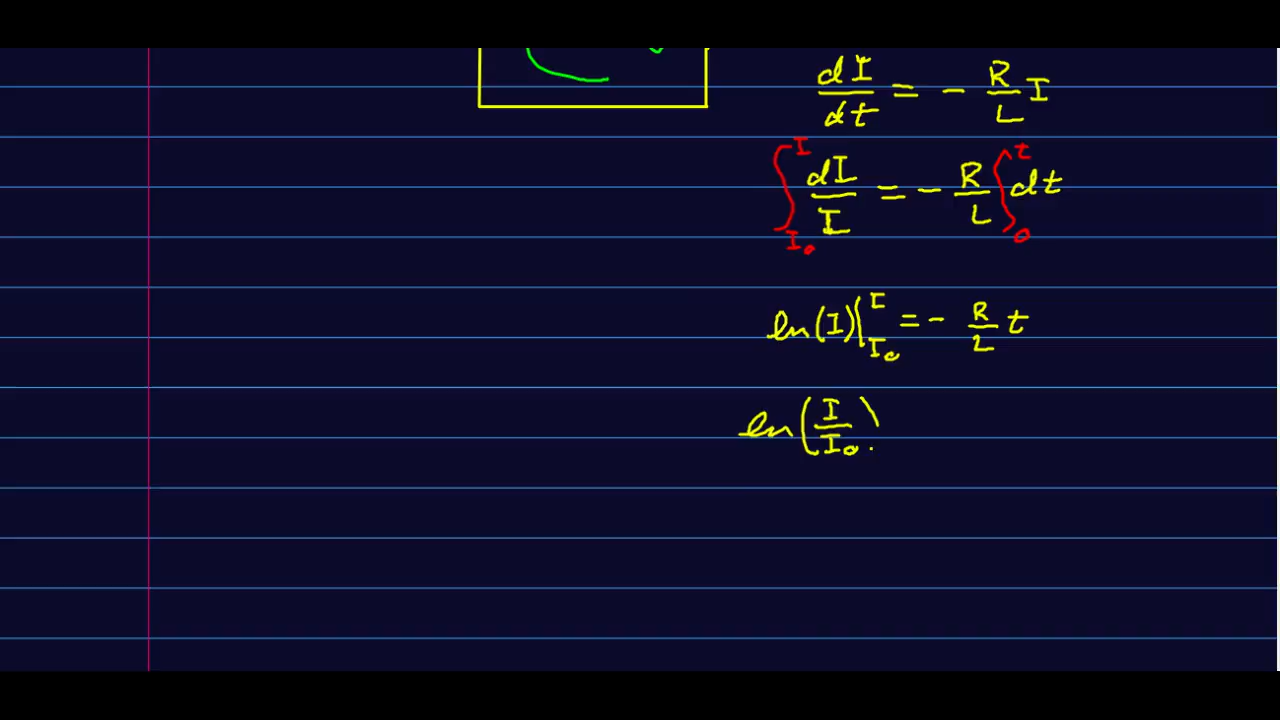 dI/dt = - R/L I
∫_{I₀}^{I} dI/I = - R/L ∫_{0}^{t} dt
ln(I)|_{I₀}^{I} = - R/L t
ln(I/I₀)